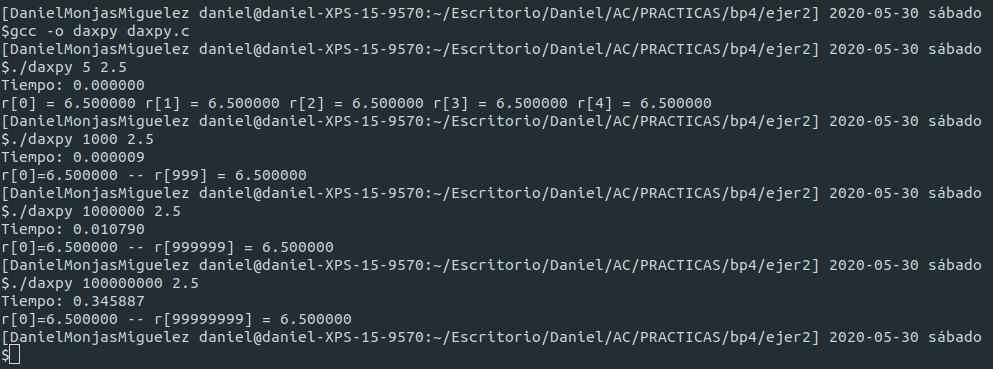 [DanielMonjasMiguelez daniel@daniel-XPS-15-9570:~/Escritorio/Daniel/AC/PRACTICAS/bp4/ejer2] 2020-05-30 sábado
$gcc -o daxpy daxpy.c
[DanielMonjasMiguelez daniel@daniel-XPS-15-9570:~/Escritorio/Daniel/AC/PRACTICAS/bp4/ejer2] 2020-05-30 sábado
$./daxpy 5 2.5
Tiempo: 0.000000
r[0] = 6.500000 r[1] = 6.500000 r[2] = 6.500000 r[3] = 6.500000 r[4] = 6.500000
[DanielMonjasMiguelez daniel@daniel-XPS-15-9570:~/Escritorio/Daniel/AC/PRACTICAS/bp4/ejer2] 2020-05-30 sábado
$./daxpy 1000 2.5
Tiempo: 0.000009
r[0]=6.500000 -- r[999] = 6.500000
[DanielMonjasMiguelez daniel@daniel-XPS-15-9570:~/Escritorio/Daniel/AC/PRACTICAS/bp4/ejer2] 2020-05-30 sábado
$./daxpy 1000000 2.5
Tiempo: 0.010790
r[0]=6.500000 -- r[999999] = 6.500000
[DanielMonjasMiguelez daniel@daniel-XPS-15-9570:~/Escritorio/Daniel/AC/PRACTICAS/bp4/ejer2] 2020-05-30 sábado
$./daxpy 100000000 2.5
Tiempo: 0.345887
r[0]=6.500000 -- r[99999999] = 6.500000
[DanielMonjasMiguelez daniel@daniel-XPS-15-9570:~/Escritorio/Daniel/AC/PRACTICAS/bp4/ejer2] 2020-05-30 sábado
$